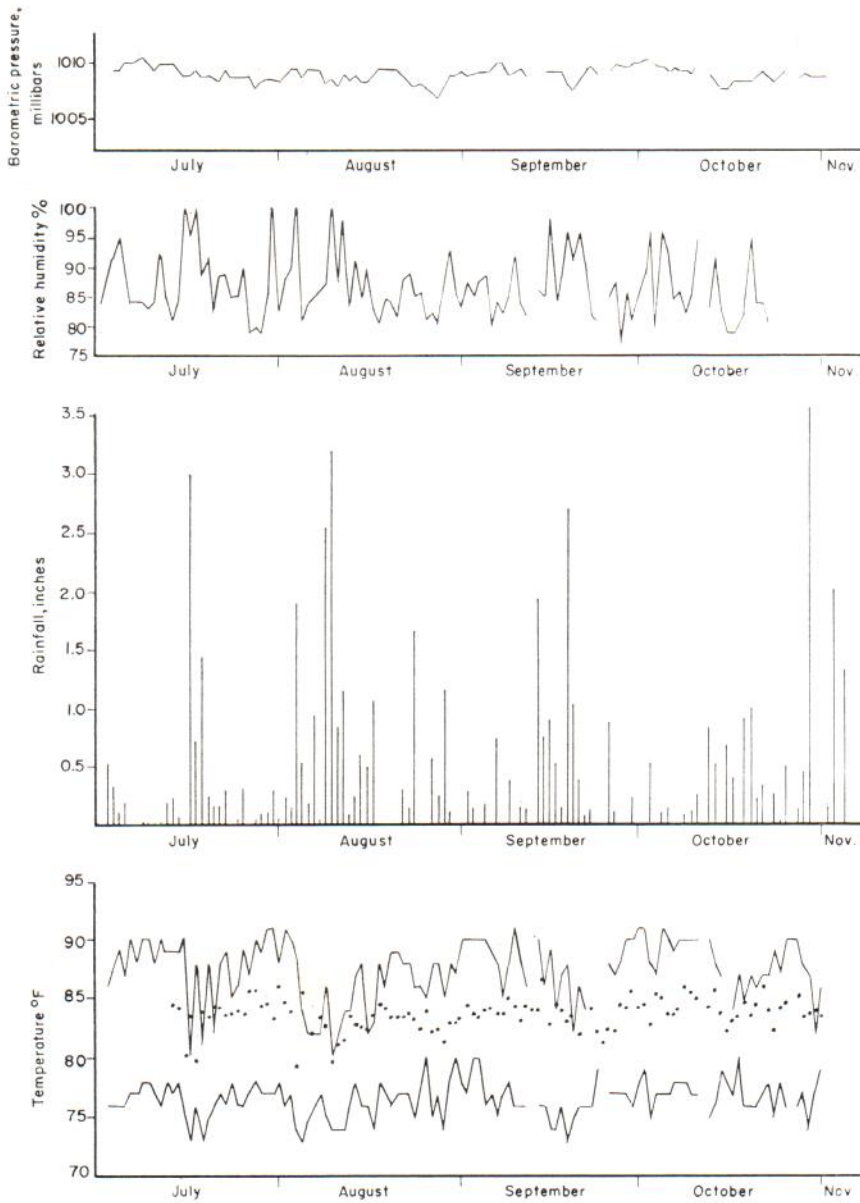 Barometric pressure,
millibars
1010
1005
July August September October Nov.
Relative humidity %
100
95
90
85
80
75
July August September October Nov.
Rainfall, inches
3.5
3.0
2.5
2.0
1.5
1.0
0.5
July August September October Nov.
Temperature °F
95
90
85
80
75
70
July August September October Nov.